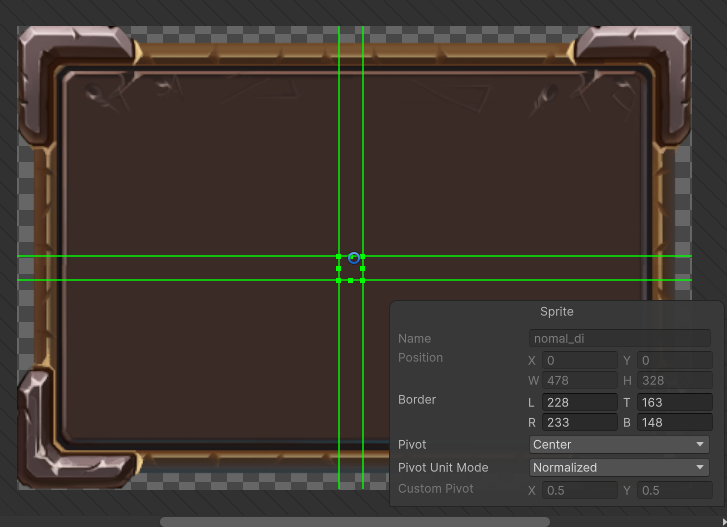 Sprite
Name nomal_di
Position X 0 Y 0
W 478 H 328
Border L 228 T 163
R 233 B 148
Pivot Center
Pivot Unit Mode Normalized
Custom Pivot X 0.5 Y 0.5